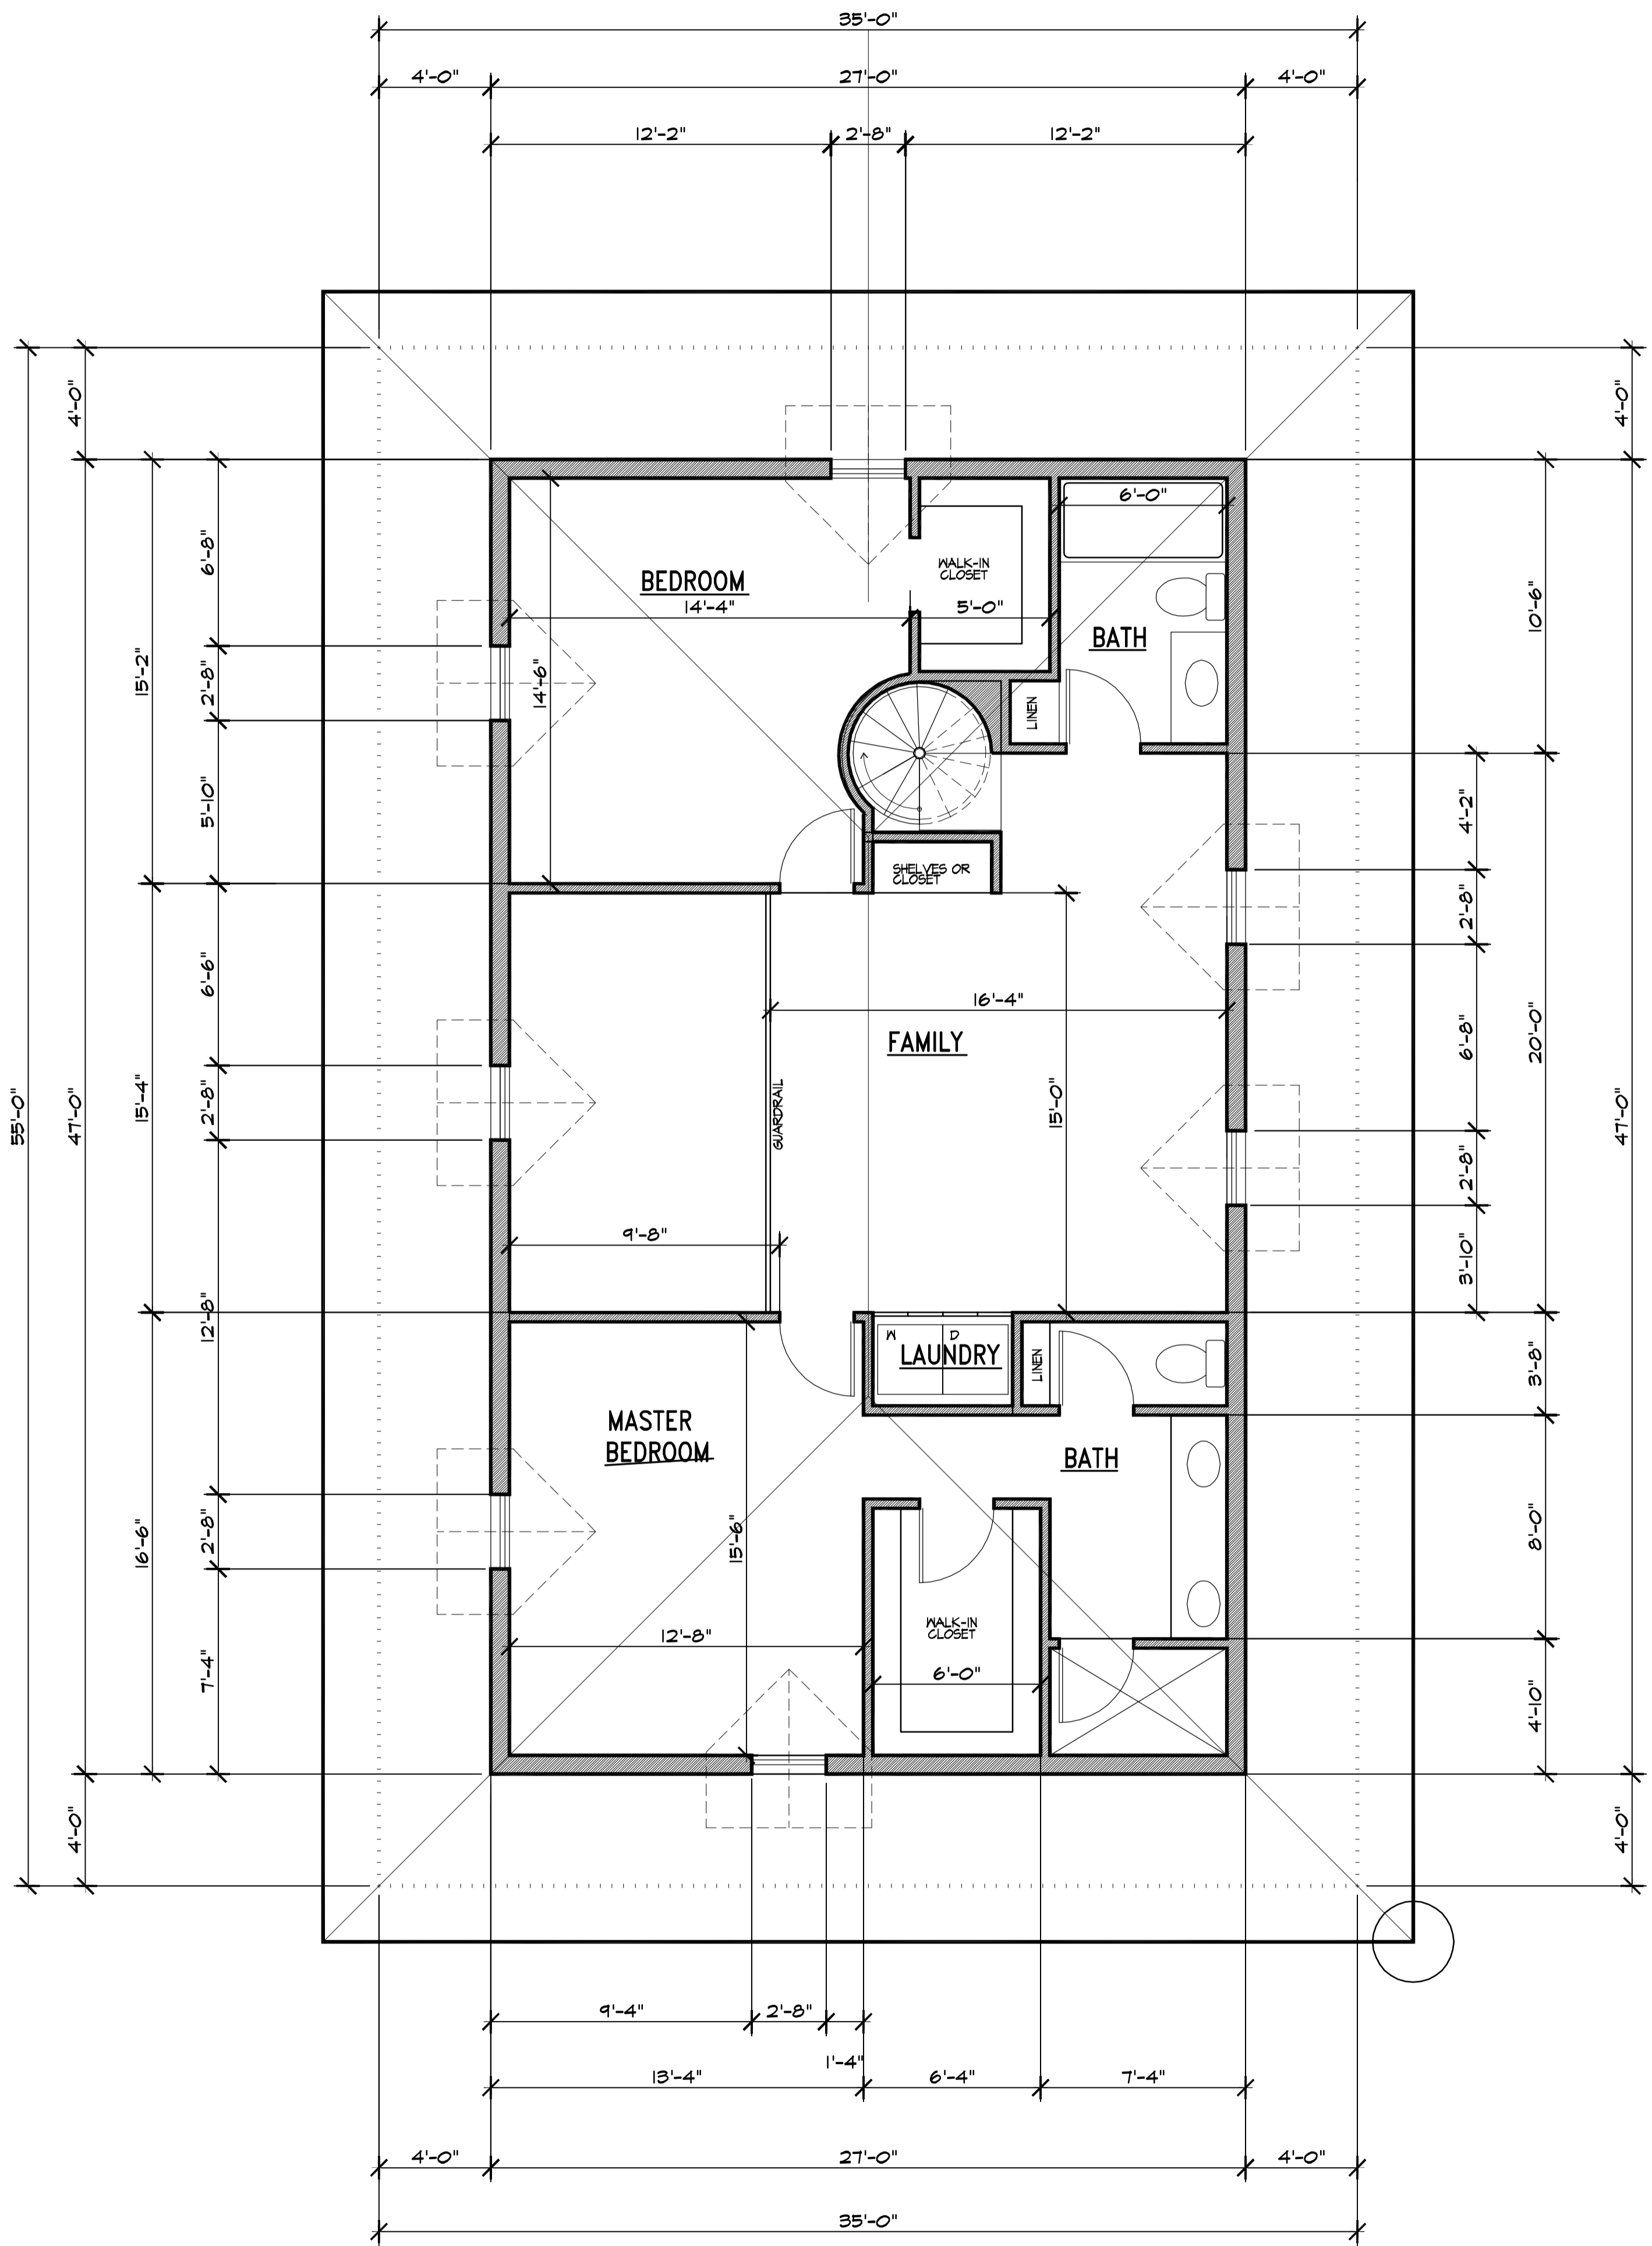 35'-0"
4'-0" 27'-0" 4'-0"
12'-2" 2'-8" 12'-2"
4'-0"
4'-0"
6'-0"
6'-8"
WALK-IN
CLOSET
BEDROOM
14'-4"
5'-0"
10'-6"
BATH
15'-2"
2'-8"
14'-6"
LINEN
5'-10"
4'-2"
SHELVES OR
CLOSET
2'-8"
6'-6"
16'-4"
FAMILY
20'-0"
6'-8"
55'-0"
47'-0"
15'-4"
2'-8"
GUARDRAIL
15'-0"
47'-0"
2'-8"
9'-8"
3'-10"
12'-8"
W D
LAUNDRY
LINEN
3'-8"
MASTER
BEDROOM
BATH
16'-6"
2'-8"
15'-6"
8'-0"
WALK-IN
CLOSET
12'-8"
6'-0"
7'-4"
4'-10"
4'-0"
4'-0"
9'-4" 2'-8"
1'-4"
13'-4" 6'-4" 7'-4"
4'-0" 27'-0" 4'-0"
35'-0"